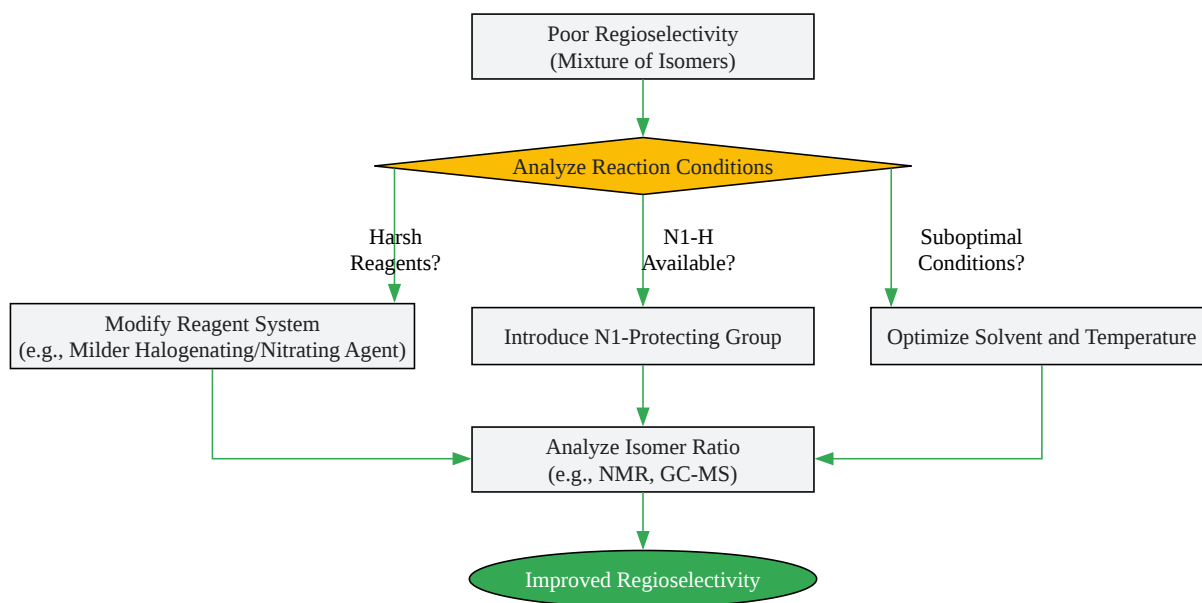 Poor Regioselectivity
(Mixture of Isomers)
Analyze Reaction Conditions
Harsh
Reagents?
N1-H
Available?
Suboptimal
Conditions?
Modify Reagent System
(e.g., Milder Halogenating/Nitrating Agent)
Introduce N1-Protecting Group
Optimize Solvent and Temperature
Analyze Isomer Ratio
(e.g., NMR, GC-MS)
Improved Regioselectivity